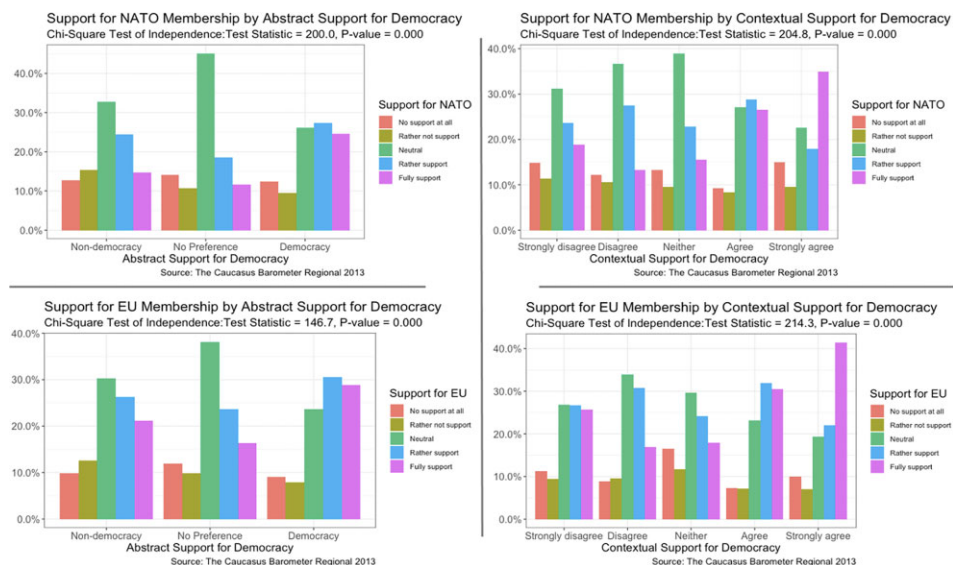 Support for NATO Membership by Abstract Support for Democracy
Chi-Square Test of Independence:Test Statistic = 200.0, P-value = 0.000
40.0%
30.0%
20.0%
10.0%
0.0%
Non-democracy No Preference Democracy
Abstract Support for Democracy
Source: The Caucasus Barometer Regional 2013
Support for NATO
No support at all
Rather not support
Neutral
Rather support
Fully support
Support for NATO Membership by Contextual Support for Democracy
Chi-Square Test of Independence:Test Statistic = 204.8, P-value = 0.000
40.0%
30.0%
20.0%
10.0%
0.0%
Strongly disagree Disagree Neither Agree Strongly agree
Contextual Support for Democracy
Source: The Caucasus Barometer Regional 2013
Support for NATO
No support at all
Rather not support
Neutral
Rather support
Fully support
Support for EU Membership by Abstract Support for Democracy
Chi-Square Test of Independence:Test Statistic = 146.7, P-value = 0.000
40.0%
30.0%
20.0%
10.0%
0.0%
Non-democracy No Preference Democracy
Abstract Support for Democracy
Source: The Caucasus Barometer Regional 2013
Support for EU
No support at all
Rather not support
Neutral
Rather support
Fully support
Support for EU Membership by Contextual Support for Democracy
Chi-Square Test of Independence:Test Statistic = 214.3, P-value = 0.000
40.0%
30.0%
20.0%
10.0%
0.0%
Strongly disagree Disagree Neither Agree Strongly agree
Contextual Support for Democracy
Source: The Caucasus Barometer Regional 2013
Support for EU
No support at all
Rather not support
Neutral
Rather support
Fully support